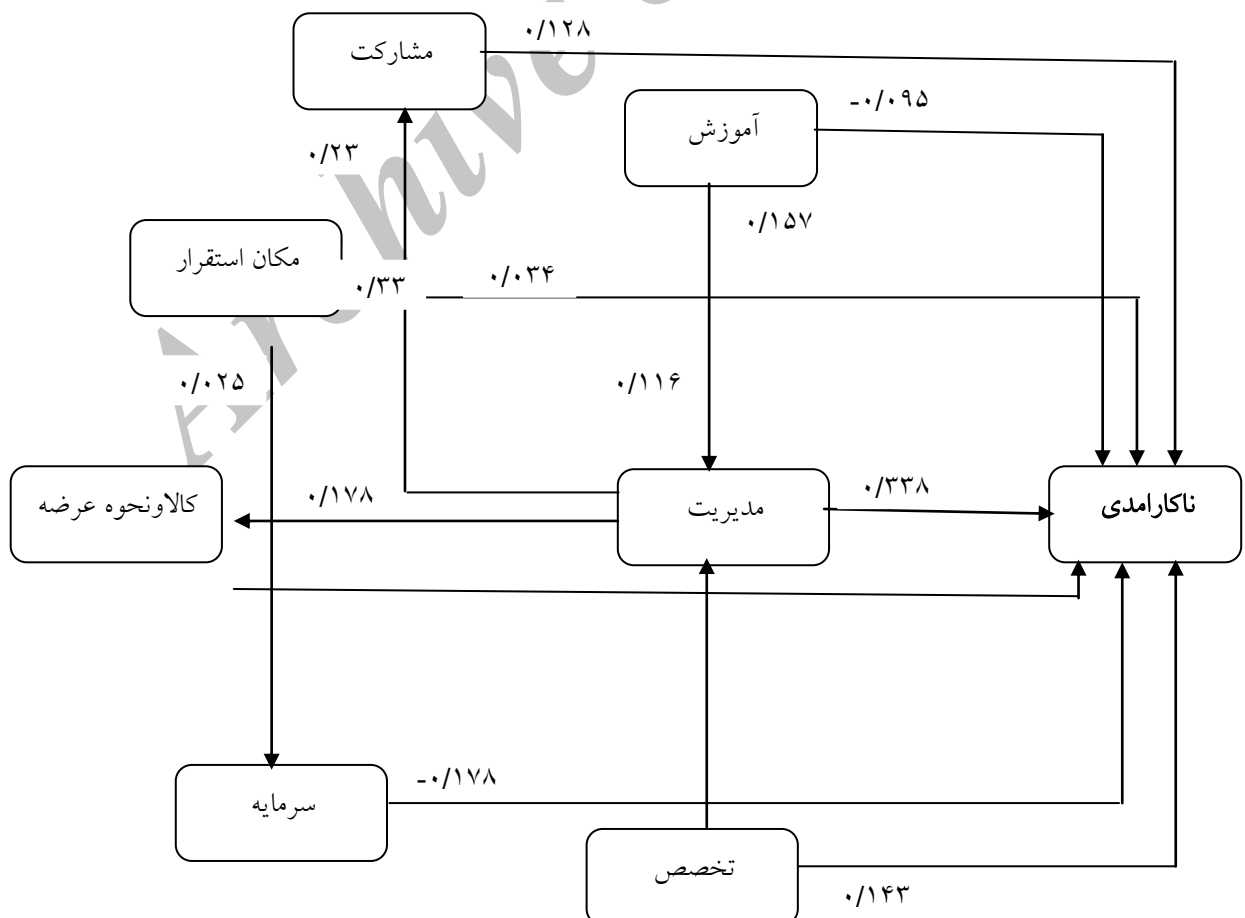 مشارکت
۰/۱۲۸
آموزش
-۰/۰۹۵
۰/۲۳
۰/۱۵۷
مکان استقرار
۰/۳۳
۰/۰۳۴
۰/۰۲۵
۰/۱۱۶
کالاونحوه عرضه
۰/۱۷۸
مدیریت
۰/۳۳۸
ناکارامدی
سرمایه
-۰/۱۷۸
تخصص
۰/۱۴۳
Archive